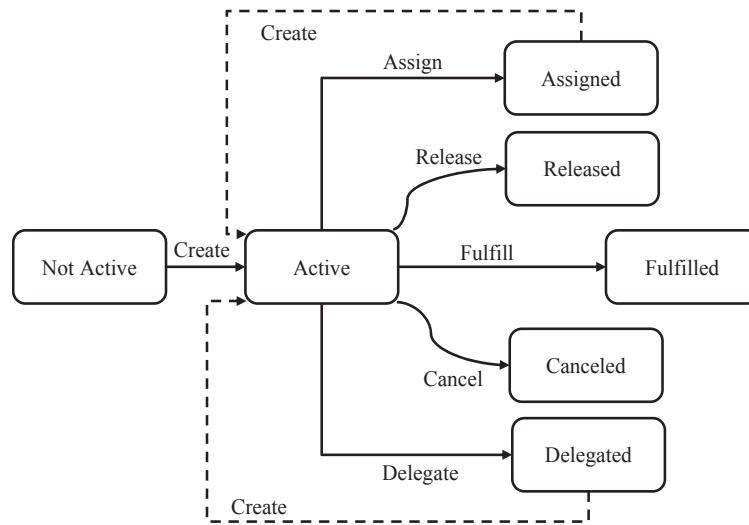 Create
Assign
Assigned
Release
Released
Not Active
Create
Active
Fulfill
Fulfilled
Cancel
Canceled
Delegate
Delegated
Create